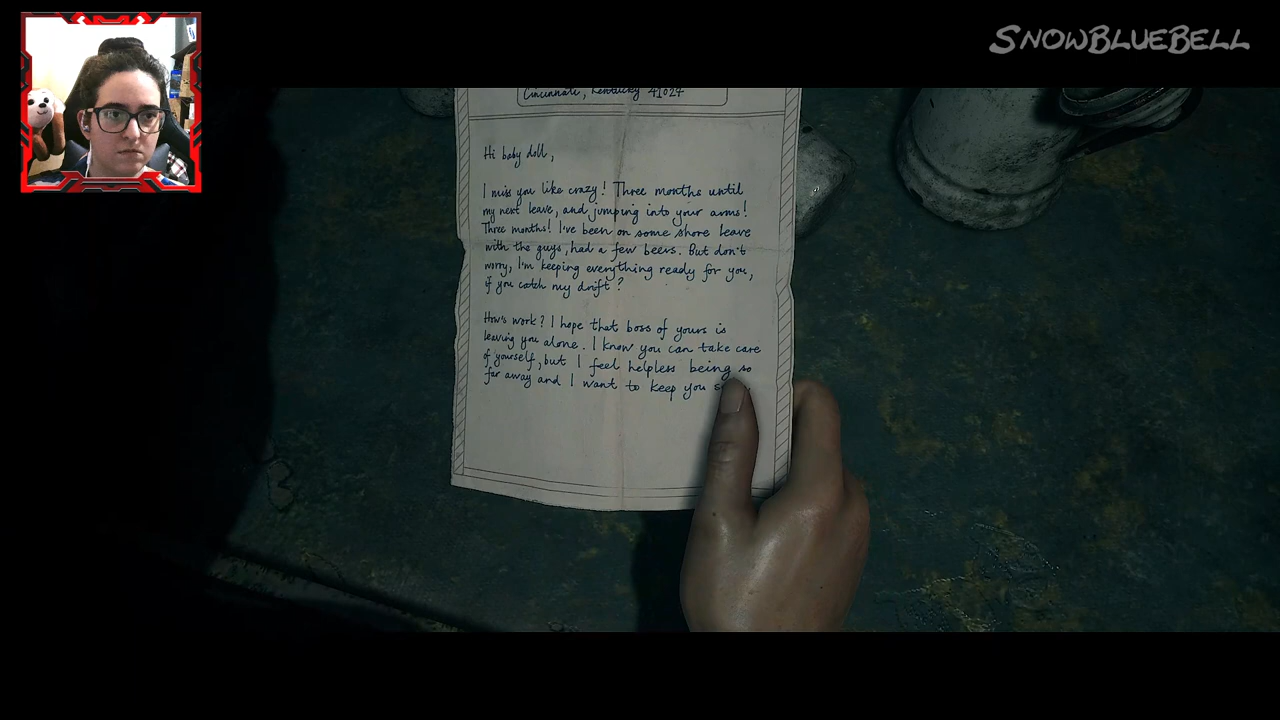 SNOWBLUEBELL
Cincinnati, Kentucky 41024
Hi baby doll,
I miss you like crazy! Three months until
my next leave, and jumping into your arms!
Three months! I've been on some shore leave
with the guys, had a few beers. But don't
worry, I'm keeping everything ready for you,
if you catch my drift?
How's work? I hope that boss of yours is
leaving you alone. I know you can take care
of yourself, but I feel helpless being so
far away and I want to keep you